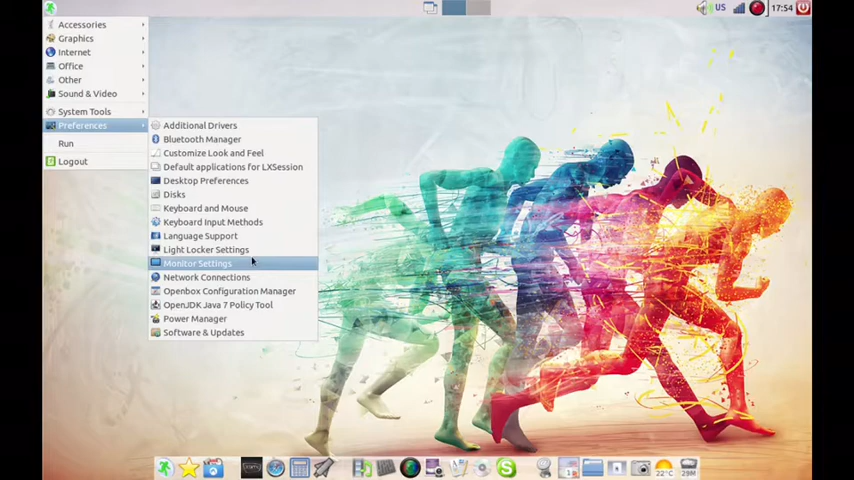 US 17:54
Accessories
Graphics
Internet
Office
Other
Sound & Video
System Tools
Preferences
Run
Logout
Additional Drivers
Bluetooth Manager
Customize Look and Feel
Default applications for LXSession
Desktop Preferences
Disks
Keyboard and Mouse
Keyboard Input Methods
Language Support
Light Locker Settings
Monitor Settings
Network Connections
Openbox Configuration Manager
OpenJDK Java 7 Policy Tool
Power Manager
Software & Updates
22°C 29M